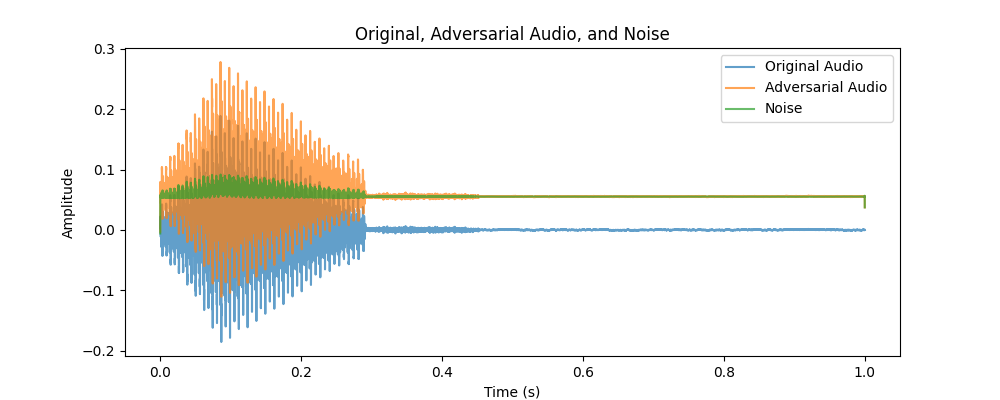 Original, Adversarial Audio, and Noise
Original Audio
Adversarial Audio
Noise
Amplitude
0.3
0.2
0.1
0.0
−0.1
−0.2
0.0 0.2 0.4 0.6 0.8 1.0
Time (s)